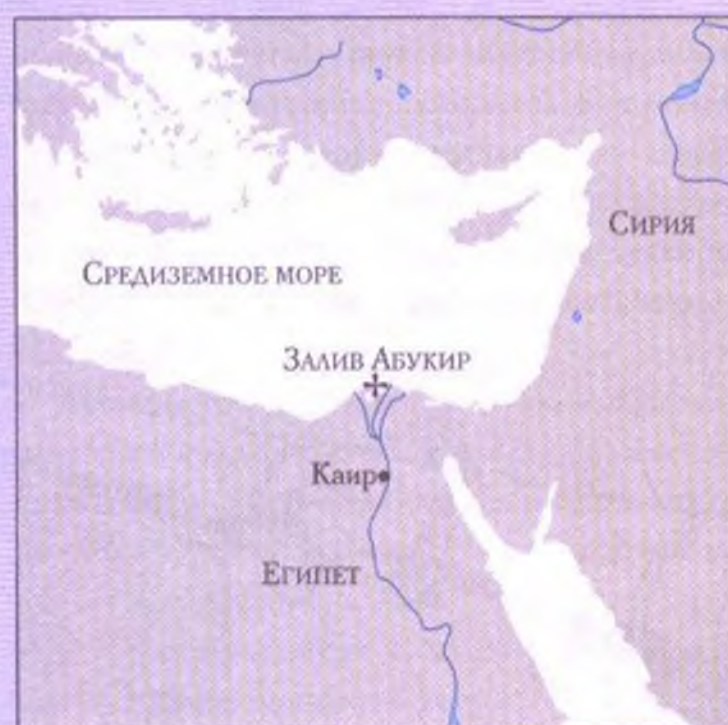 Сирия
Средиземное море
Залив Абукир
Каир
Египет